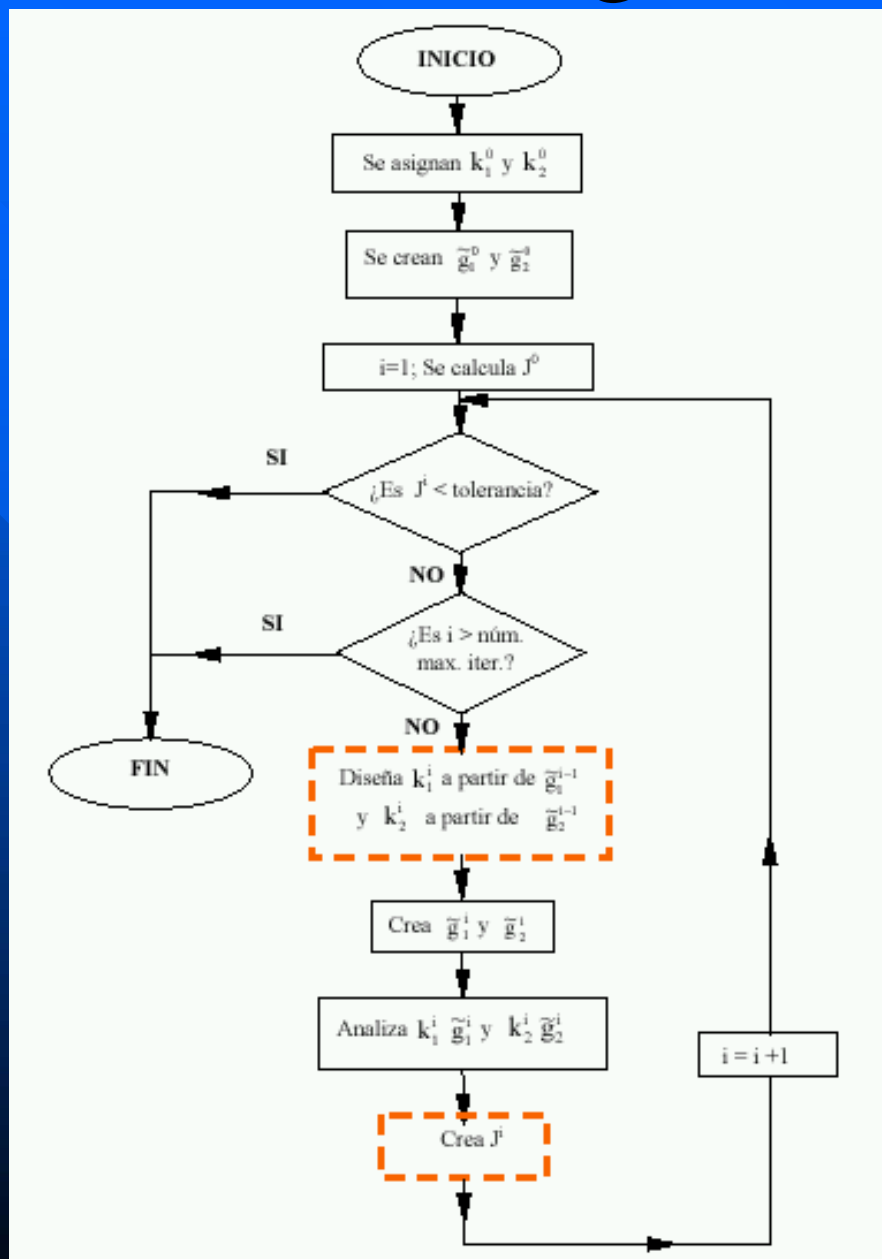 INICIO
Se asignan k₁⁰ y k₂⁰
Se crean g̃₁⁰ y g̃₂⁰
i=1; Se calcula J⁰
¿Es Jⁱ < tolerancia?
SI
NO
¿Es i > núm.
max. iter.?
SI
NO
FIN
Diseña k₁ⁱ a partir de g̃₁ⁱ⁻¹
y k₂ⁱ a partir de g̃₂ⁱ⁻¹
Crea g̃₁ⁱ y g̃₂ⁱ
Analiza k₁ⁱ g̃₁ⁱ y k₂ⁱ g̃₂ⁱ
i = i +1
Crea Jⁱ